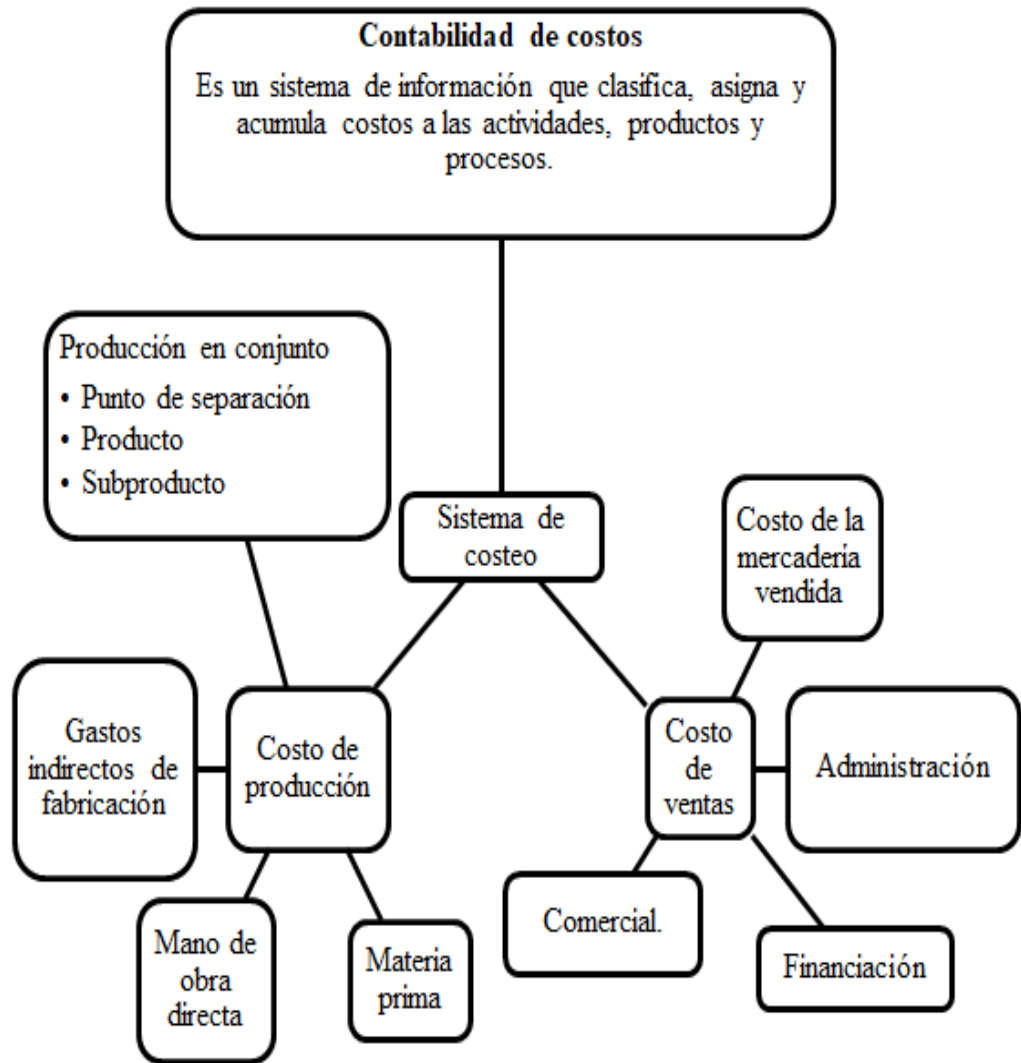 Contabilidad de costos
Es un sistema de información que clasifica, asigna y
acumula costos a las actividades, productos y
procesos.
Producción en conjunto
• Punto de separación
• Producto
• Subproducto
Sistema de
costeo
Costo de la
mercaderia
vendida
Gastos
indirectos de
fabricación
Costo de
producción
Costo
de
ventas
Administración
Mano de
obra
directa
Materia
prima
Comercial.
Financiación